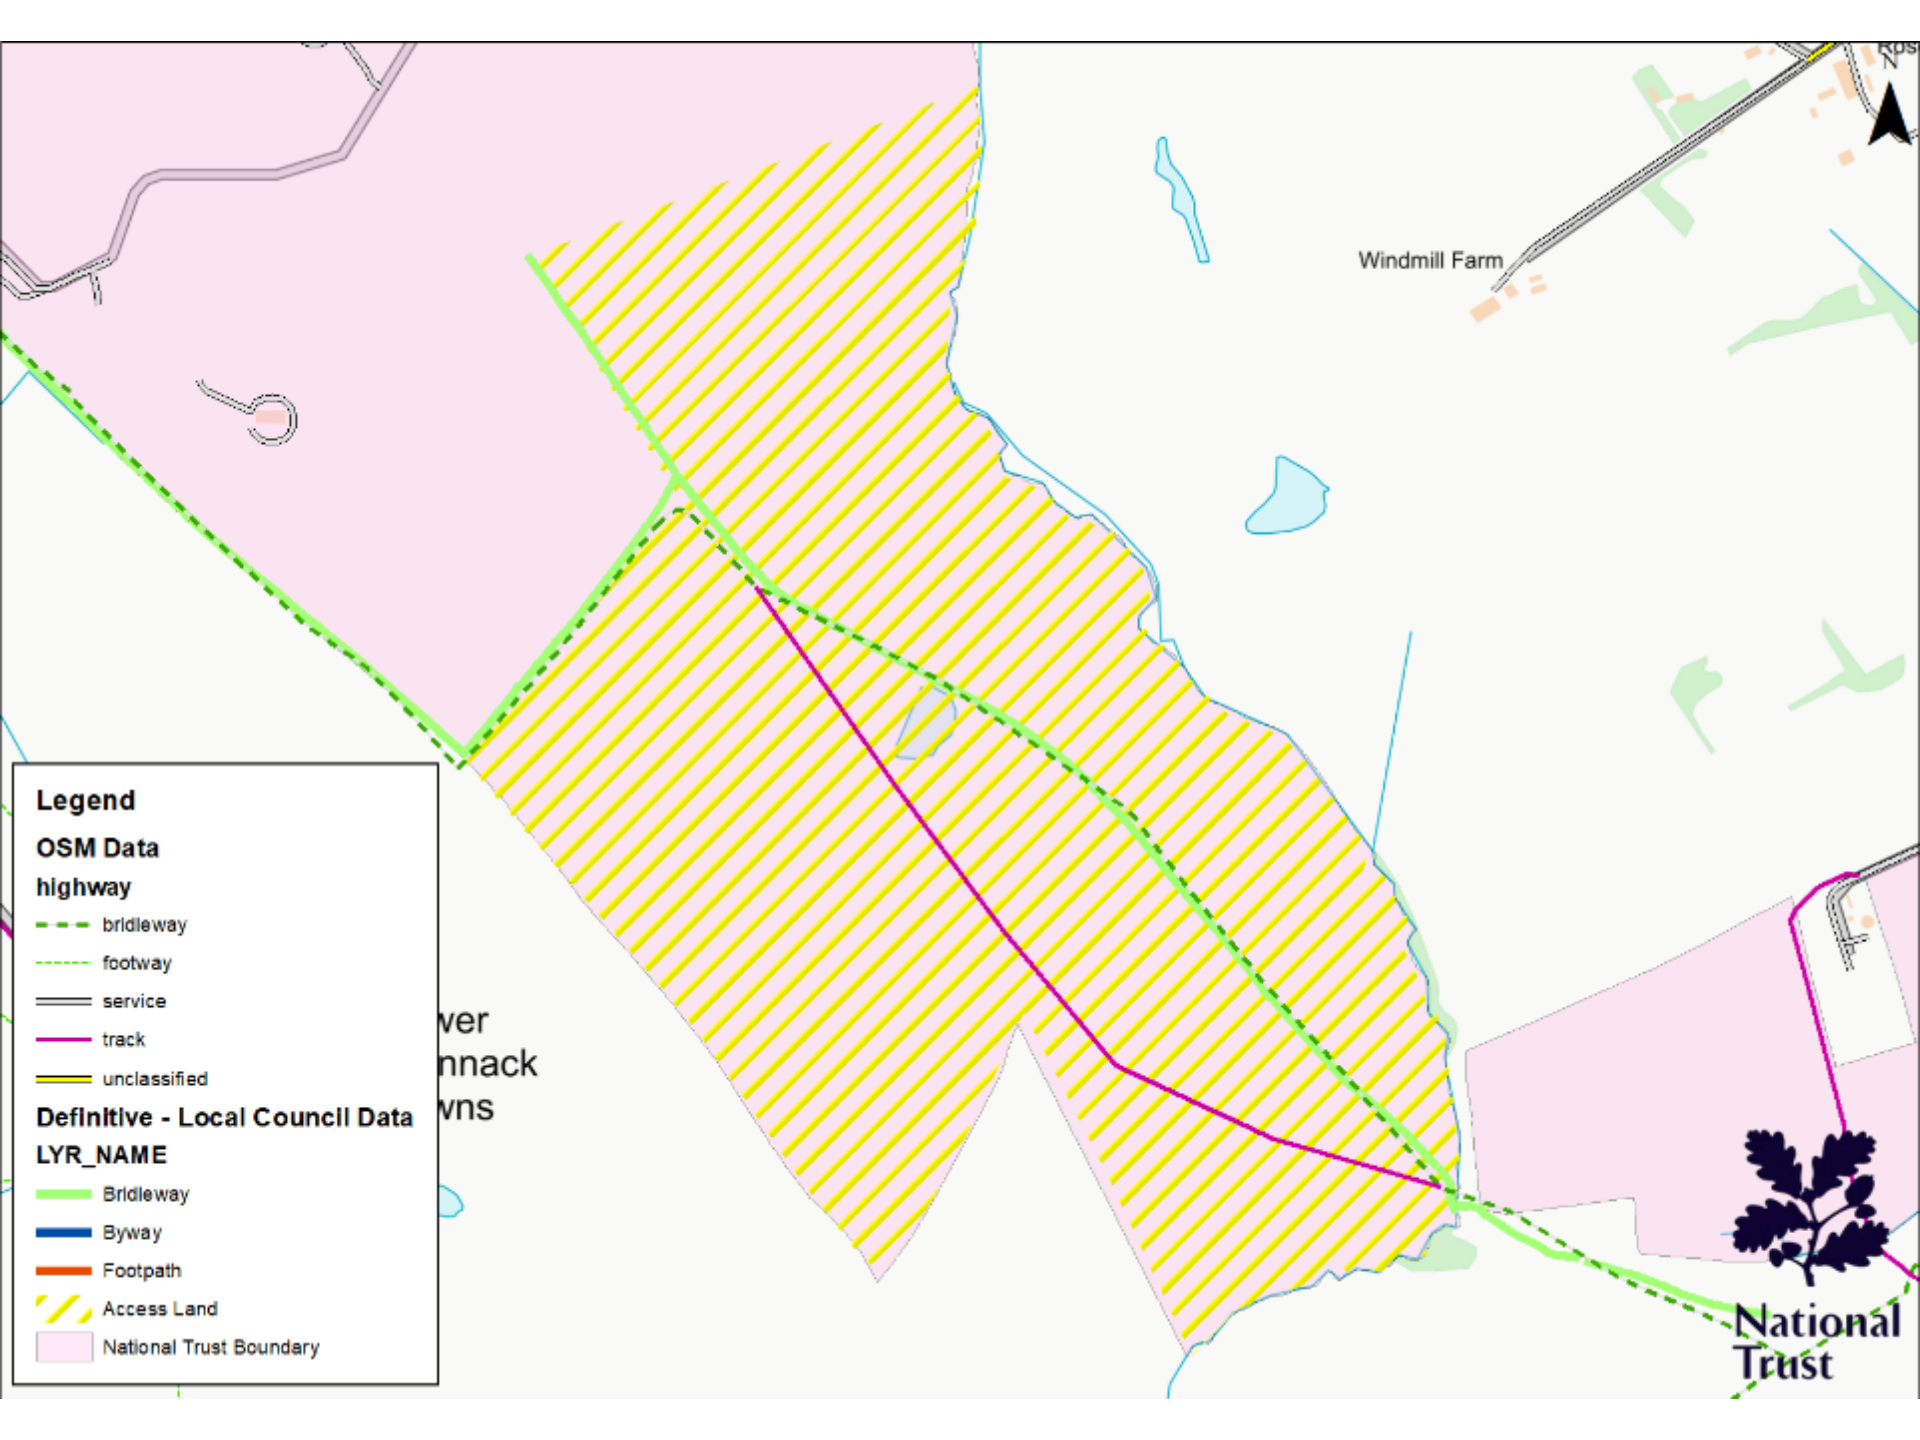 N
Windmill Farm
Legend
OSM Data
highway
bridleway
footway
service
track
unclassified
Definitive - Local Council Data
LYR_NAME
Bridleway
Byway
Footpath
Access Land
National Trust Boundary
wer
nnack
wns
National
Trust